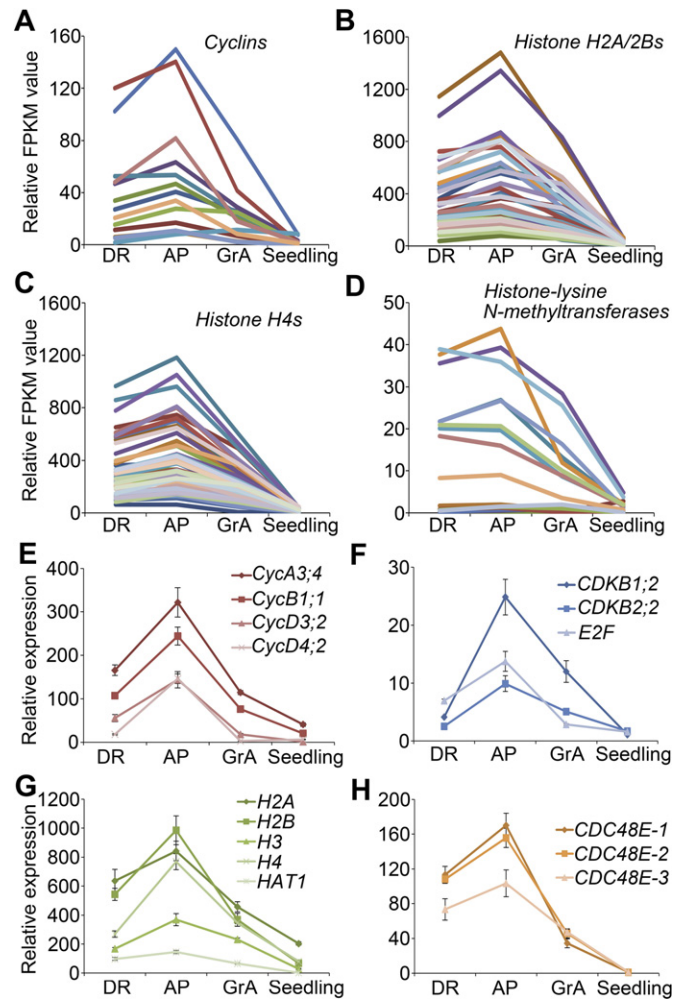 A
Cyclins
Relative FPKM value
160
120
80
40
0
DR AP GrA Seedling
B
Histone H2A/2Bs
1600
1200
800
400
0
DR AP GrA Seedling
C
Histone H4s
Relative FPKM value
1600
1200
800
400
0
DR AP GrA Seedling
D
Histone-lysine
N-methyltransferases
50
40
30
20
10
0
DR AP GrA Seedling
E
CycA3;4
CycB1;1
CycD3;2
CycD4;2
Relative expression
400
300
200
100
0
DR AP GrA Seedling
F
CDKB1;2
CDKB2;2
E2F
30
20
10
0
DR AP GrA Seedling
G
H2A
H2B
H3
H4
HAT1
Relative expression
1200
1000
800
600
400
200
0
DR AP GrA Seedling
H
CDC48E-1
CDC48E-2
CDC48E-3
200
160
120
80
40
0
DR AP GrA Seedling